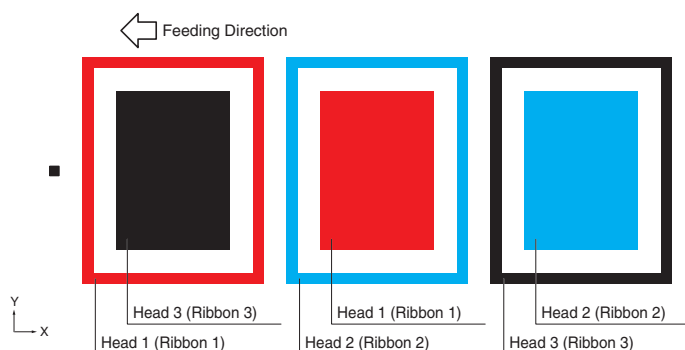 Feeding Direction
Y
X
Head 3 (Ribbon 3)
Head 1 (Ribbon 1)
Head 1 (Ribbon 1)
Head 2 (Ribbon 2)
Head 2 (Ribbon 2)
Head 3 (Ribbon 3)